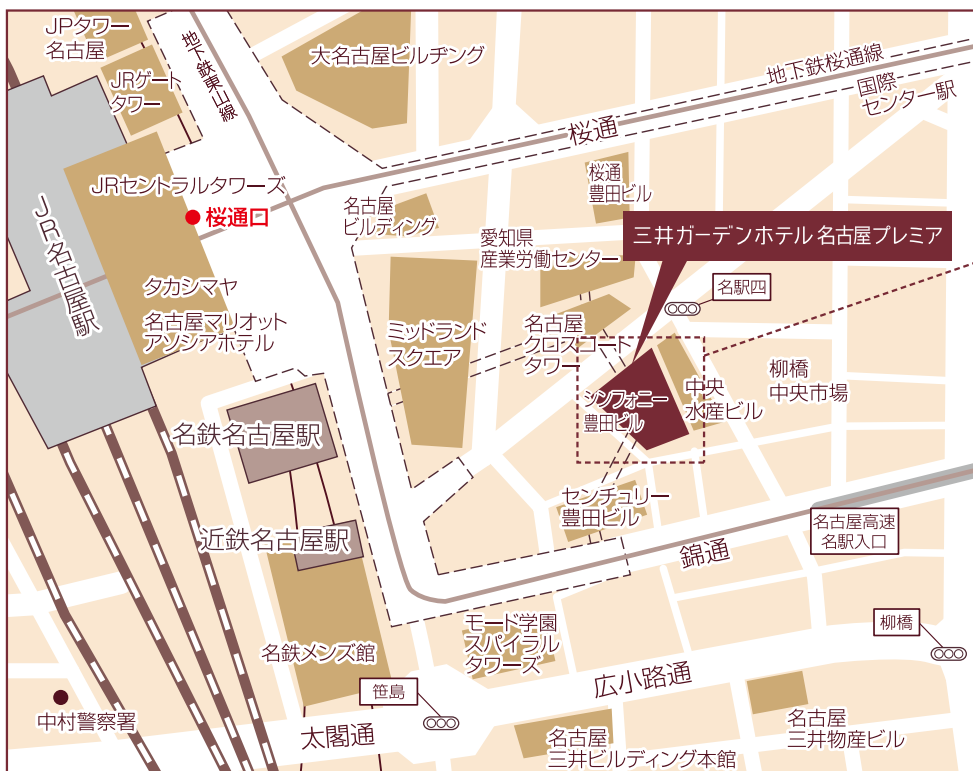 JPタワー
名古屋
JRゲート
タワー
地下鉄東山線
大名古屋ビルヂング
地下鉄桜通線
国際
センター駅
桜通
JRセントラルタワーズ
桜通口
名古屋
ビルディング
桜通
豊田ビル
愛知県
産業労働センター
三井ガーデンホテル 名古屋プレミア
JR名古屋駅
タカシマヤ
名古屋マリオット
アソシアホテル
ミッドランド
スクエア
名古屋
クロスコート
タワー
名駅四
シンフォニー
豊田ビル
中央
水産ビル
柳橋
中央市場
名鉄名古屋駅
近鉄名古屋駅
センチュリー
豊田ビル
名古屋高速
名駅入口
錦通
名鉄メンズ館
モード学園
スパイラル
タワーズ
柳橋
広小路通
笹島
中村警察署
太閤通
名古屋
三井ビルディング本館
名古屋
三井物産ビル